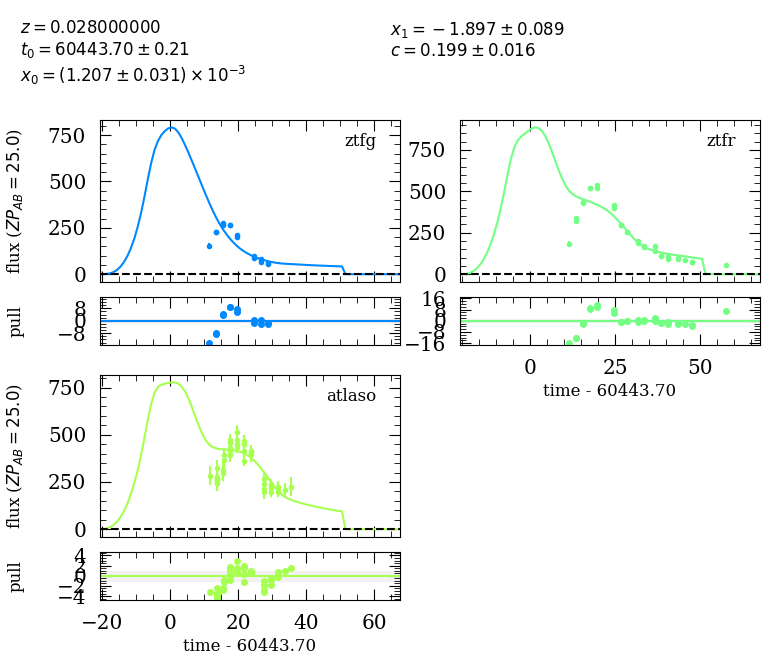 z = 0.028000000
t₀ = 60443.70 ± 0.21
x₀ = (1.207 ± 0.031) × 10⁻³
x₁ = −1.897 ± 0.089
c = 0.199 ± 0.016
flux (ZP_AB = 25.0)
750
500
250
0
ztfg
750
500
250
0
ztfr
pull
8
0
−8
16
8
0
−8
−16
0 25 50
time - 60443.70
flux (ZP_AB = 25.0)
750
500
250
0
atlaso
pull
4
2
0
−2
−4
−20 0 20 40 60
time - 60443.70